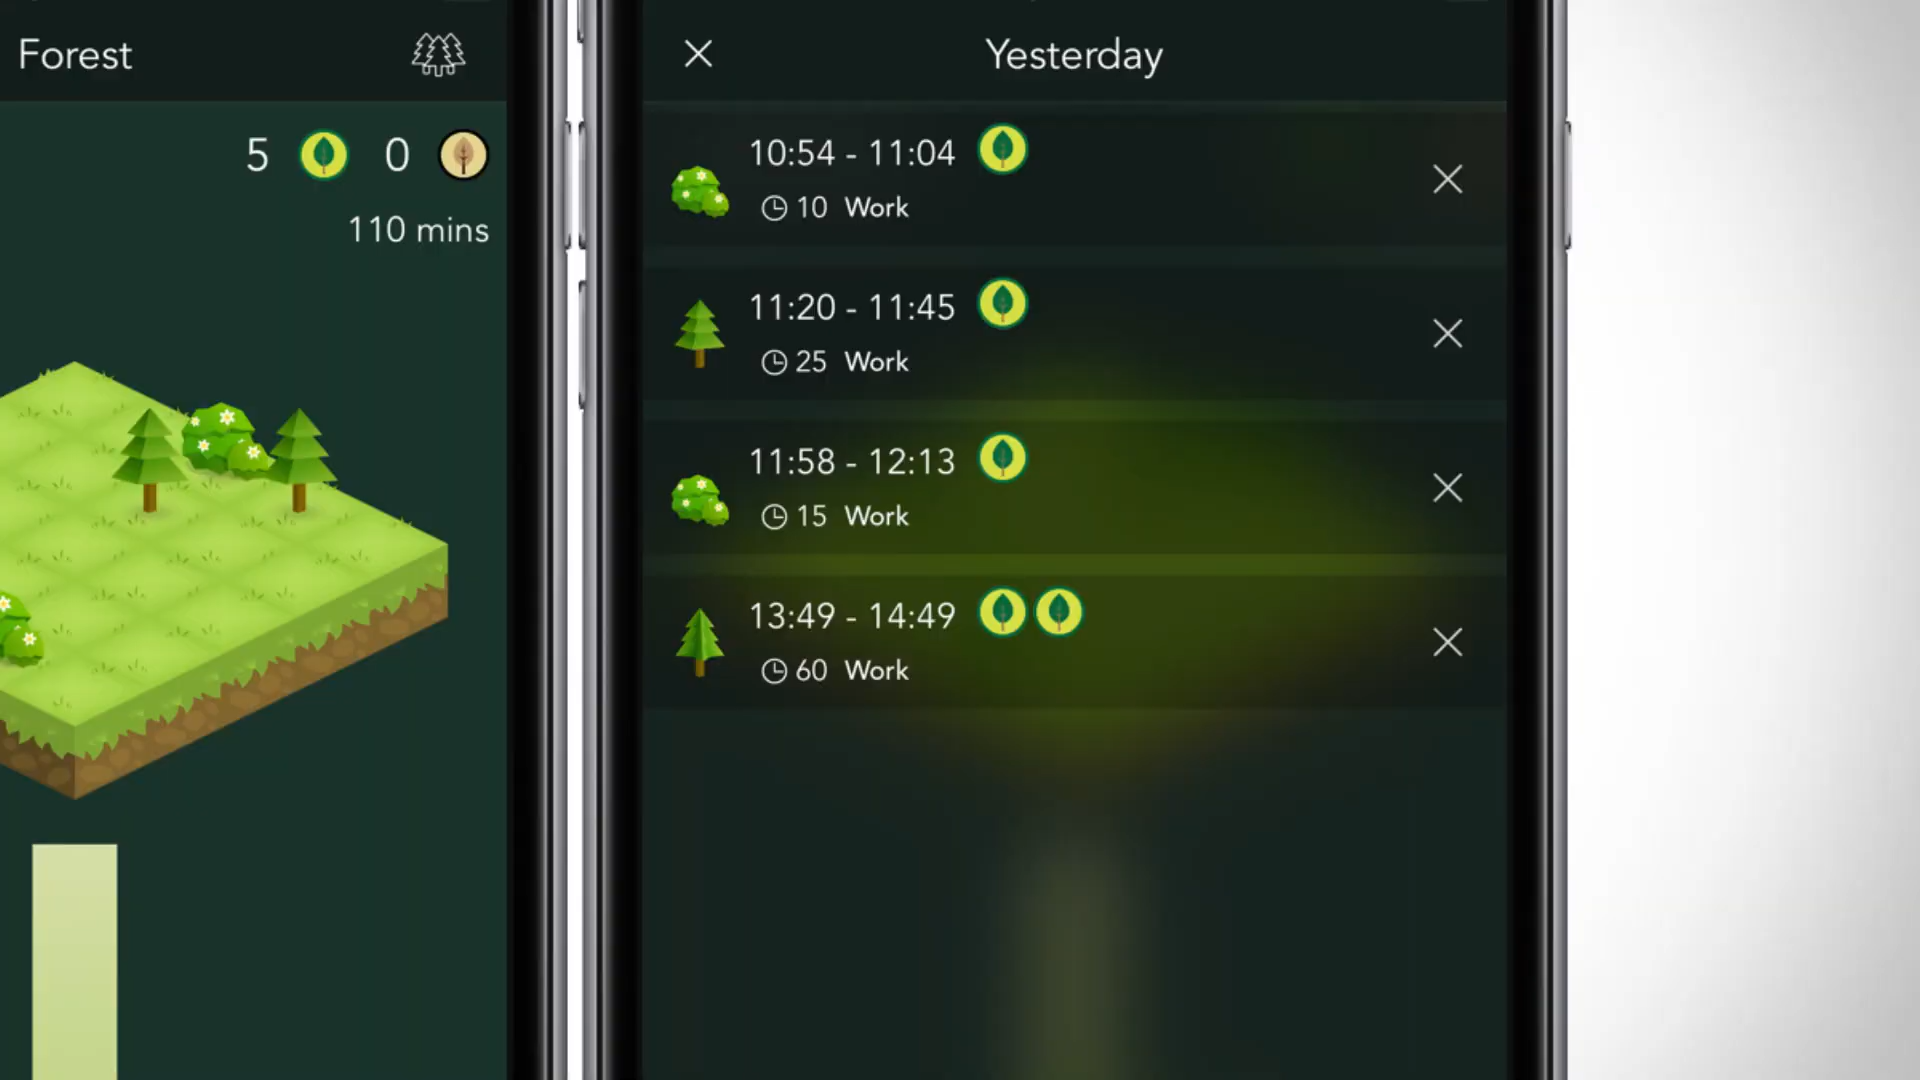 Forest
5 0
110 mins
Yesterday
10:54 - 11:04
10 Work
11:20 - 11:45
25 Work
11:58 - 12:13
15 Work
13:49 - 14:49
60 Work